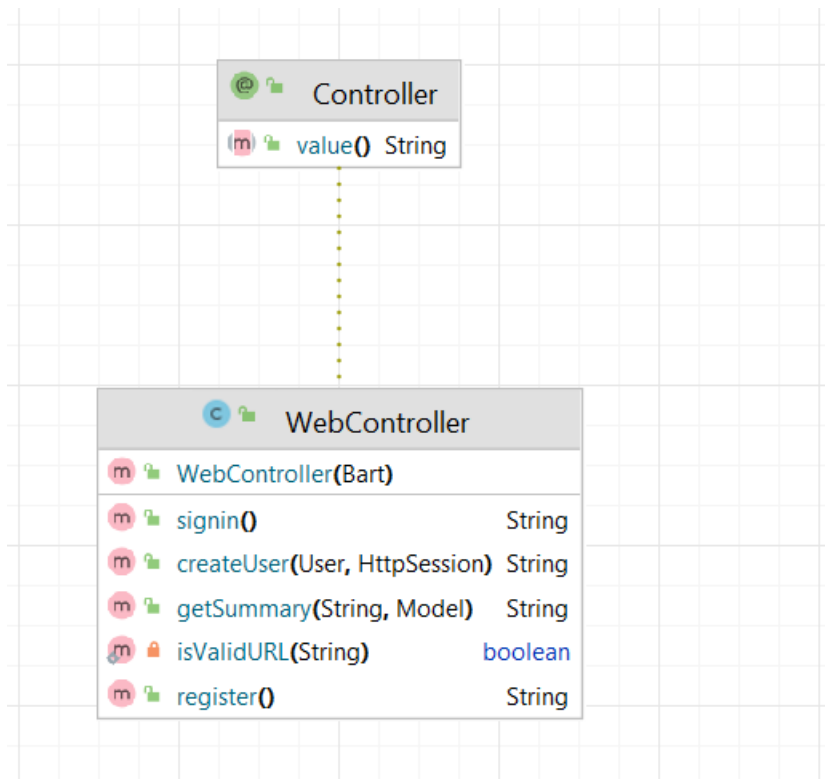 @ Controller
m value() String
C WebController
m WebController(Bart)
m signin() String
m createUser(User, HttpSession) String
m getSummary(String, Model) String
m isValidURL(String) boolean
m register() String